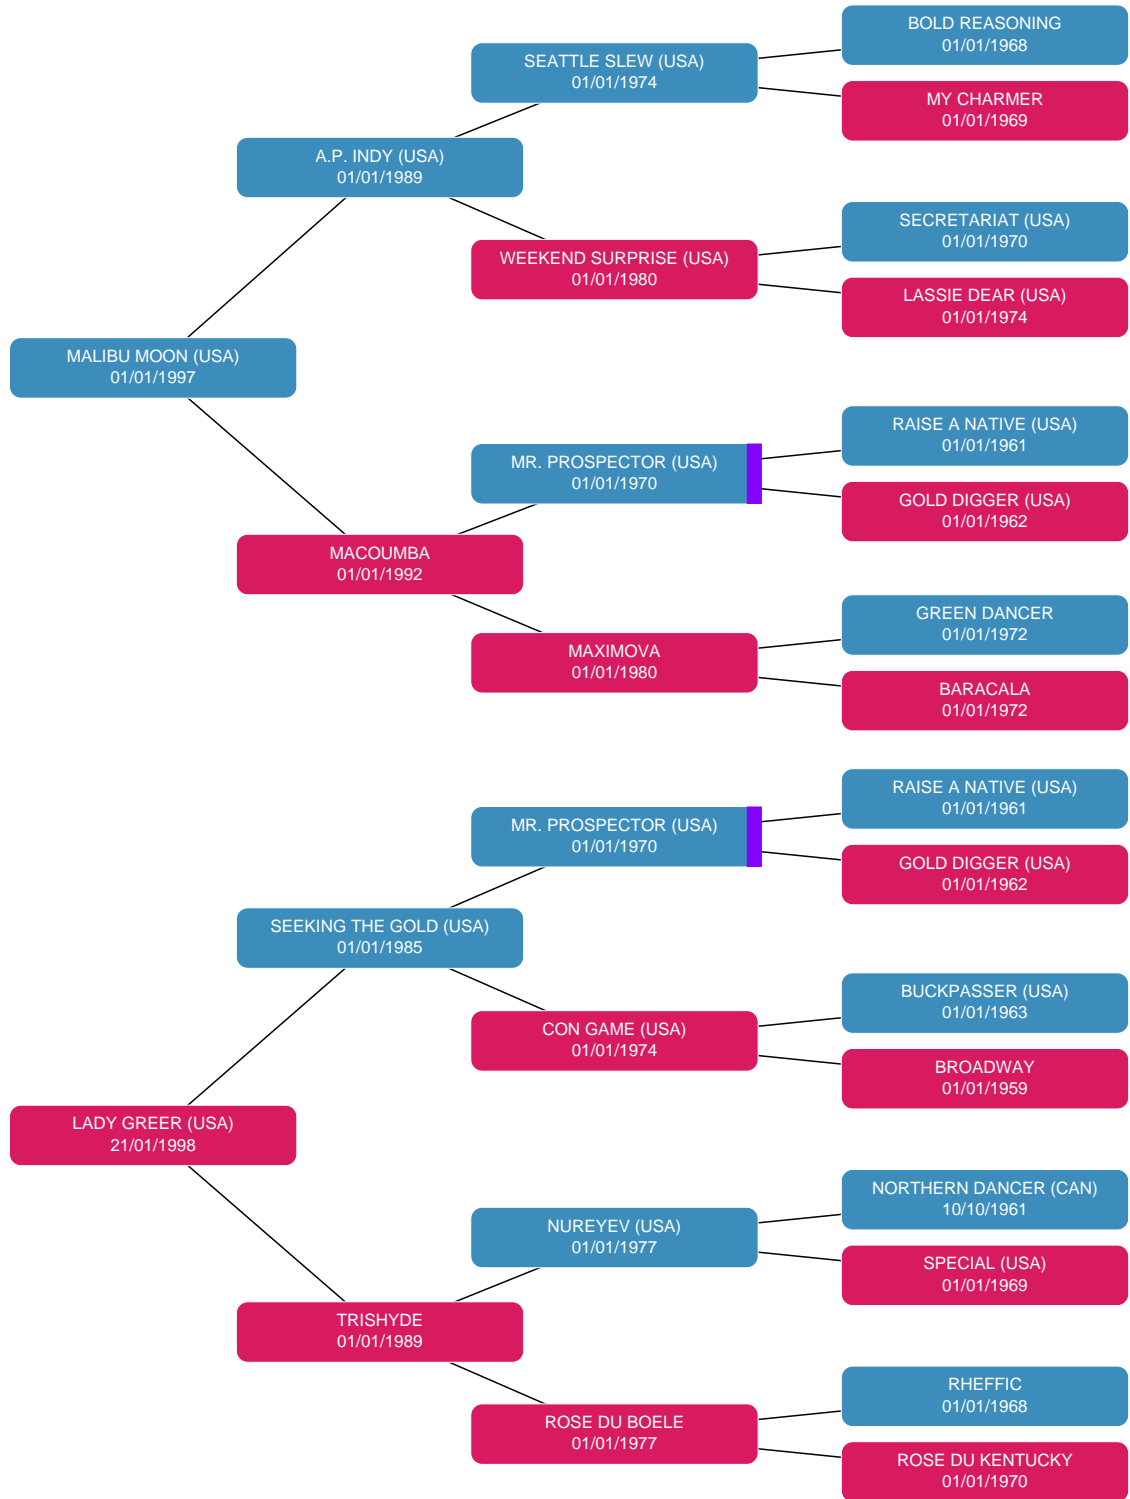 BOLD REASONING
01/01/1968
SEATTLE SLEW (USA)
01/01/1974
MY CHARMER
01/01/1969
A.P. INDY (USA)
01/01/1989
SECRETARIAT (USA)
01/01/1970
WEEKEND SURPRISE (USA)
01/01/1980
LASSIE DEAR (USA)
01/01/1974
MALIBU MOON (USA)
01/01/1997
RAISE A NATIVE (USA)
01/01/1961
MR. PROSPECTOR (USA)
01/01/1970
GOLD DIGGER (USA)
01/01/1962
MACOUMBA
01/01/1992
GREEN DANCER
01/01/1972
MAXIMOVA
01/01/1980
BARACALA
01/01/1972
RAISE A NATIVE (USA)
01/01/1961
MR. PROSPECTOR (USA)
01/01/1970
GOLD DIGGER (USA)
01/01/1962
SEEKING THE GOLD (USA)
01/01/1985
BUCKPASSER (USA)
01/01/1963
CON GAME (USA)
01/01/1974
BROADWAY
01/01/1959
LADY GREER (USA)
21/01/1998
NORTHERN DANCER (CAN)
10/10/1961
NUREYEV (USA)
01/01/1977
SPECIAL (USA)
01/01/1969
TRISHYDE
01/01/1989
RHEFFIC
01/01/1968
ROSE DU BOELE
01/01/1977
ROSE DU KENTUCKY
01/01/1970